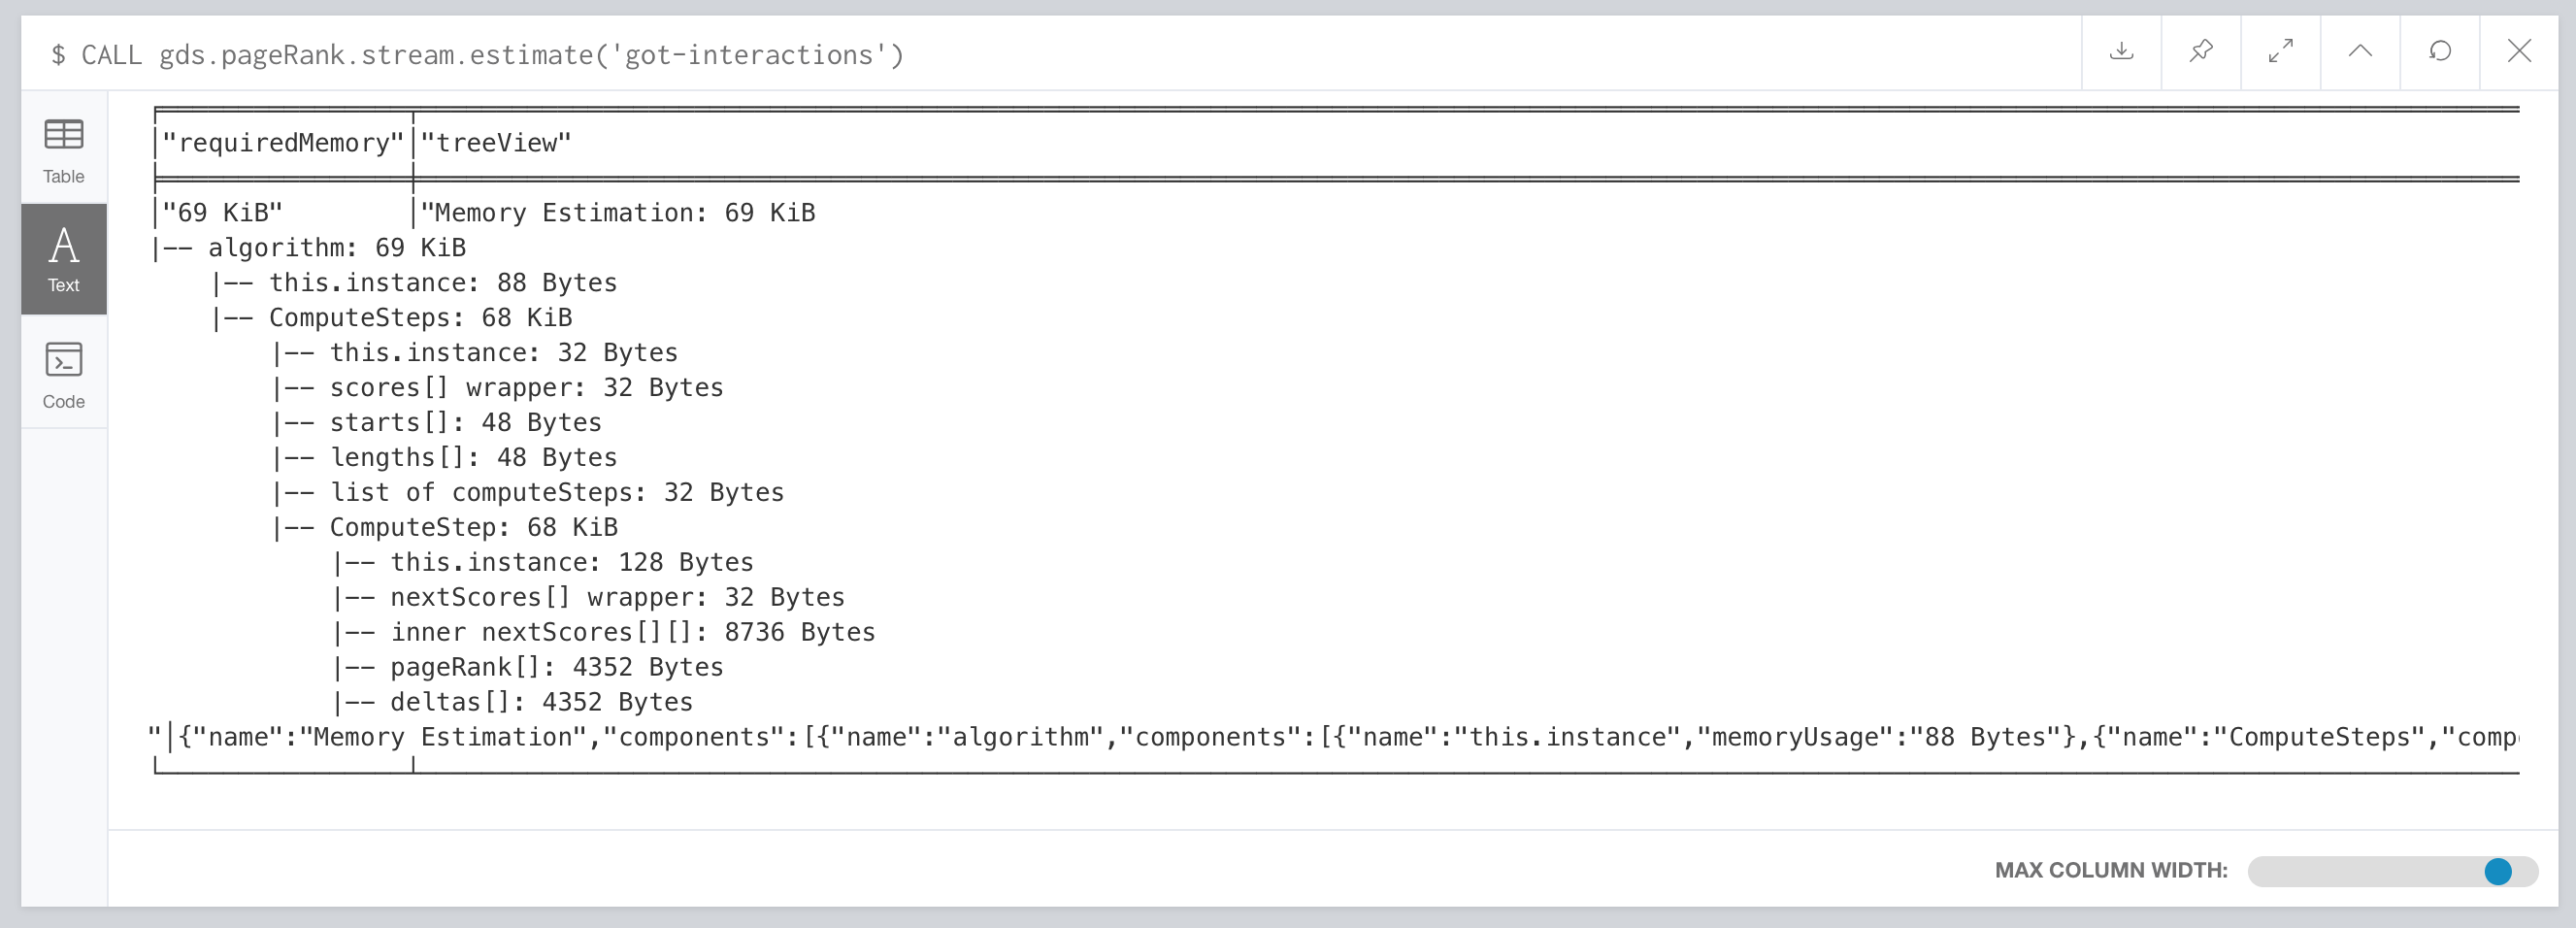 $ CALL gds.pageRank.stream.estimate('got-interactions')
Table
Text
Code
"requiredMemory"│"treeView"
"69 KiB" │"Memory Estimation: 69 KiB
|-- algorithm: 69 KiB
|-- this.instance: 88 Bytes
|-- ComputeSteps: 68 KiB
|-- this.instance: 32 Bytes
|-- scores[] wrapper: 32 Bytes
|-- starts[]: 48 Bytes
|-- lengths[]: 48 Bytes
|-- list of computeSteps: 32 Bytes
|-- ComputeStep: 68 KiB
|-- this.instance: 128 Bytes
|-- nextScores[] wrapper: 32 Bytes
|-- inner nextScores[][]: 8736 Bytes
|-- pageRank[]: 4352 Bytes
|-- deltas[]: 4352 Bytes
"│{"name":"Memory Estimation","components":[{"name":"algorithm","components":[{"name":"this.instance","memoryUsage":"88 Bytes"},{"name":"ComputeSteps","comp
MAX COLUMN WIDTH: